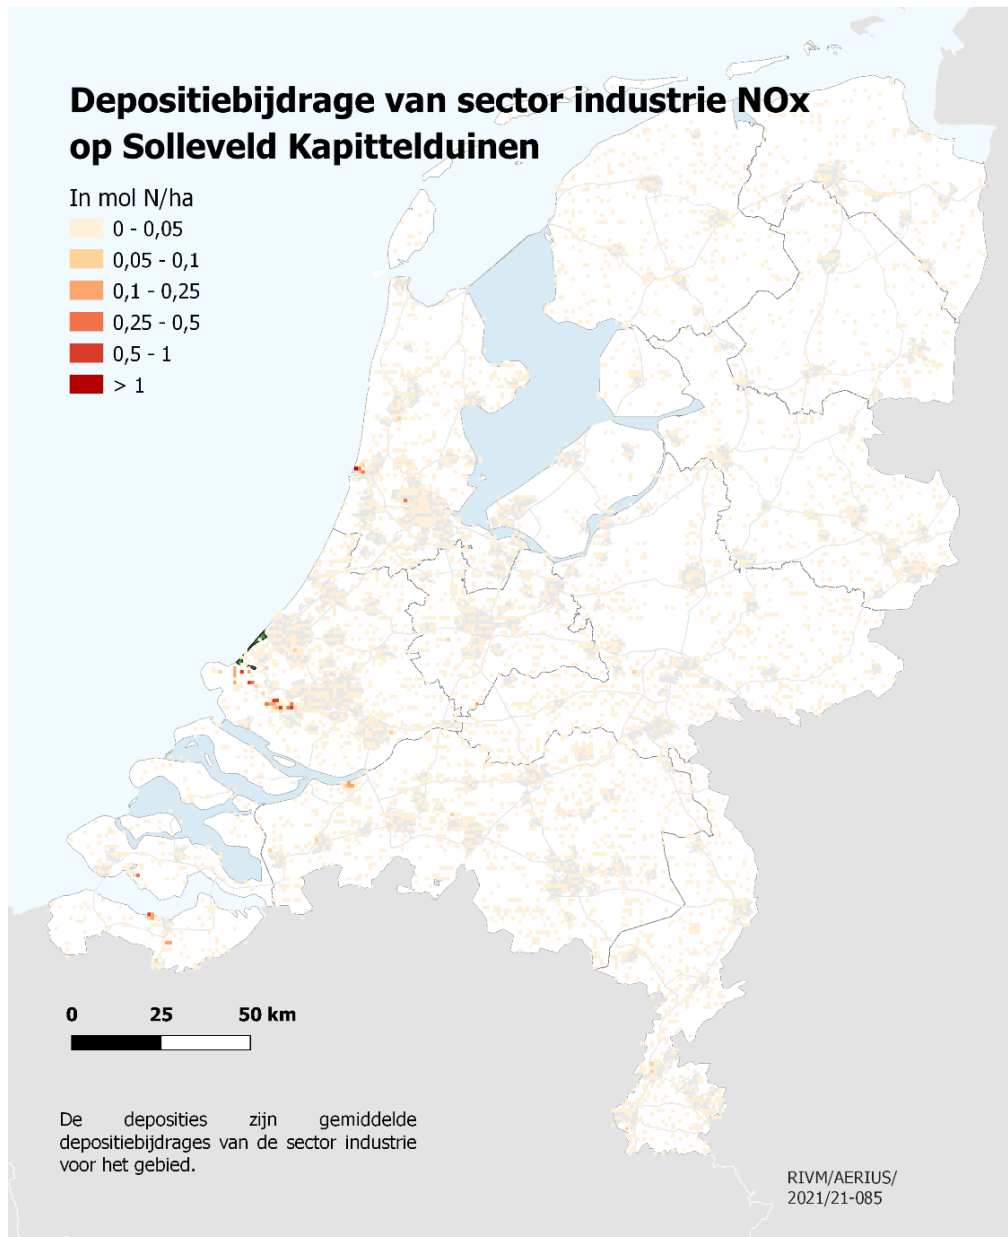 Depositiebijdrage van sector industrie NOx
op Solleveld Kapittelduinen
In mol N/ha
0 - 0,05
0,05 - 0,1
0,1 - 0,25
0,25 - 0,5
0,5 - 1
> 1
0 25 50 km
De deposities zijn gemiddelde
depositiebijdrages van de sector industrie
voor het gebied.
RIVM/AERIUS/
2021/21-085